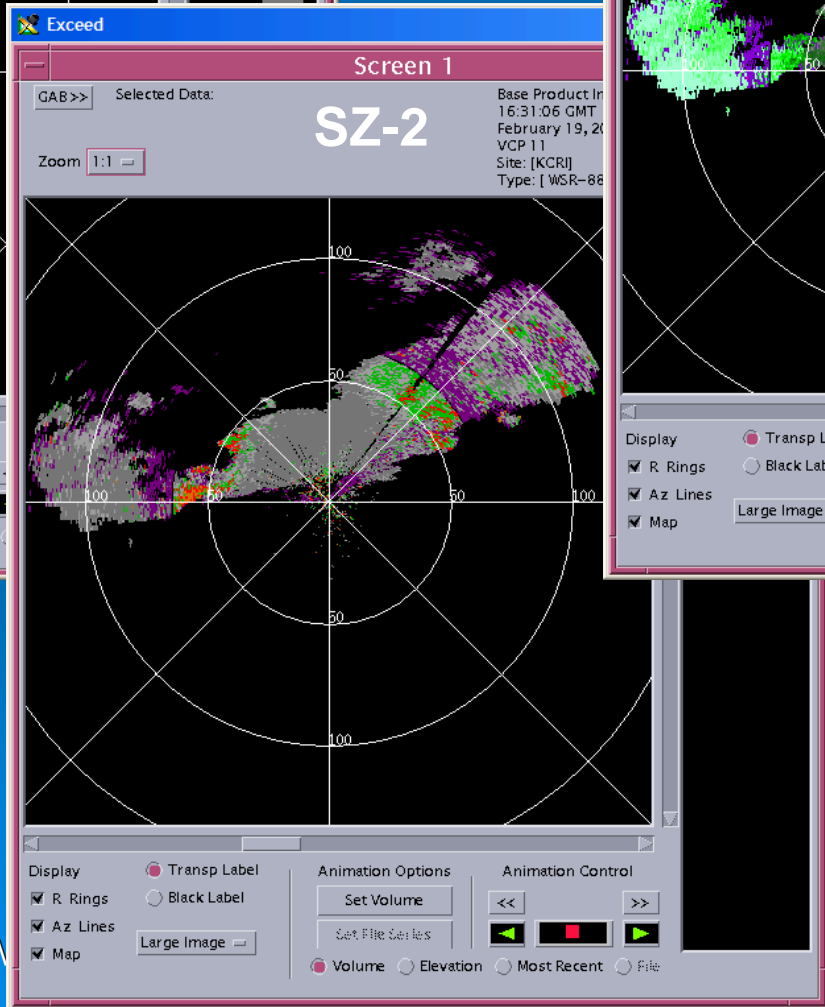 Exceed
Screen 1
GAB>>
Selected Data:
SZ-2
Base Product In
16:31:06 GMT
February 19, 20
VCP 11
Site: [KCRI]
Type: [ WSR-88
Zoom
1:1
100
50
100
50
50
100
50
100
Display
Transp Label
R Rings
Black Label
Az Lines
Map
Large Image
Animation Options
Set Volume
Set File Series
Animation Control
<<
>>
Volume
Elevation
Most Recent
File
100
50
Display
Transp L
R Rings
Black Lab
Az Lines
Map
Large Image